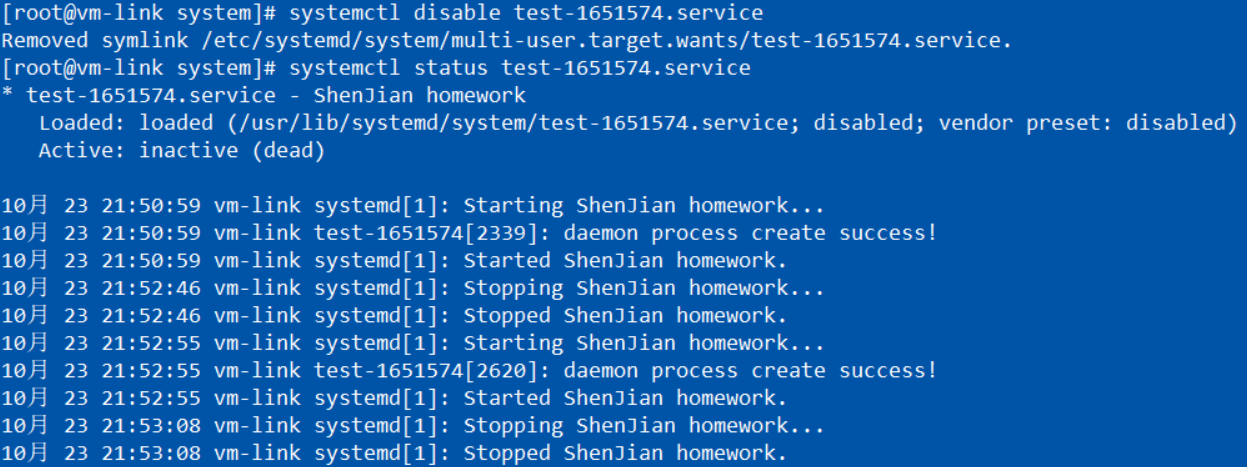 [root@vm-link system]# systemctl disable test-1651574.service
Removed symlink /etc/systemd/system/multi-user.target.wants/test-1651574.service.
[root@vm-link system]# systemctl status test-1651574.service
* test-1651574.service - ShenJian homework
   Loaded: loaded (/usr/lib/systemd/system/test-1651574.service; disabled; vendor preset: disabled)
   Active: inactive (dead)

10月 23 21:50:59 vm-link systemd[1]: Starting ShenJian homework...
10月 23 21:50:59 vm-link test-1651574[2339]: daemon process create success!
10月 23 21:50:59 vm-link systemd[1]: Started ShenJian homework.
10月 23 21:52:46 vm-link systemd[1]: Stopping ShenJian homework...
10月 23 21:52:46 vm-link systemd[1]: Stopped ShenJian homework.
10月 23 21:52:55 vm-link systemd[1]: Starting ShenJian homework...
10月 23 21:52:55 vm-link test-1651574[2620]: daemon process create success!
10月 23 21:52:55 vm-link systemd[1]: Started ShenJian homework.
10月 23 21:53:08 vm-link systemd[1]: Stopping ShenJian homework...
10月 23 21:53:08 vm-link systemd[1]: Stopped ShenJian homework.